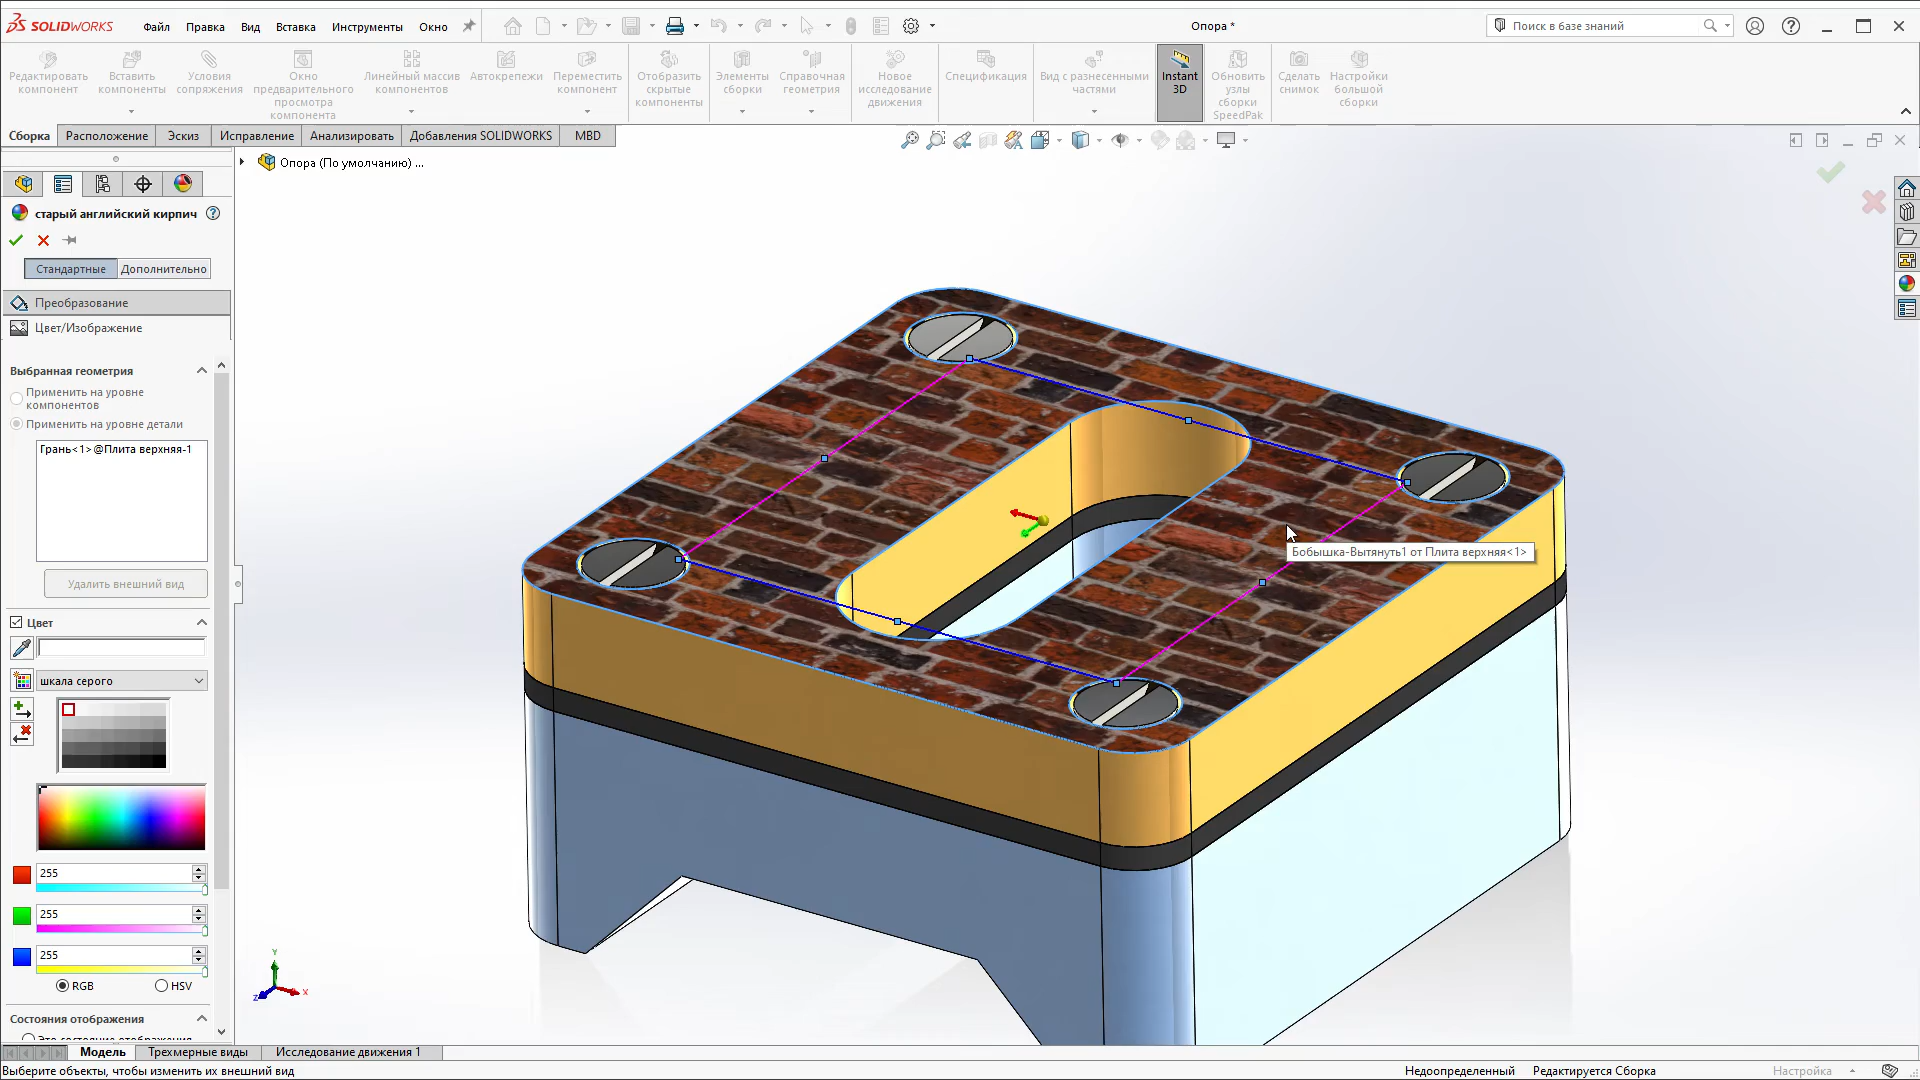 SOLIDWORKS
Файл
Правка
Вид
Вставка
Инструменты
Окно
Опора *
Поиск в базе знаний
Редактировать
компонент
Вставить
компоненты
Условия
сопряжения
Окно
предварительного
просмотра
компонента
Линейный массив
компонентов
Автокрепежи
Переместить
компонент
Отобразить
скрытые
компоненты
Элементы
сборки
Справочная
геометрия
Новое
исследование
движения
Спецификация
Вид с разнесенными
частями
Instant
3D
Обновить
узлы
сборки
SpeedPak
Сделать
снимок
Настройки
большой
сборки
Сборка
Расположение
Эскиз
Исправление
Анализировать
Добавления SOLIDWORKS
MBD
Опора (По умолчанию) ...
старый английский кирпич
Стандартные
Дополнительно
Преобразование
Цвет/Изображение
Выбранная геометрия
Применить на уровне
компонентов
Применить на уровне детали
Грань<1>@Плита верхняя-1
Удалить внешний вид
Цвет
шкала серого
255
255
255
RGB
HSV
Состояния отображения
Это состояние отображения
Бобышка-Вытянуть1 от Плита верхняя<1>
Y
X
Z
Модель
Трехмерные виды
Исследование движения 1
Выберите объекты, чтобы изменить их внешний вид
Недоопределенный
Редактируется Сборка
Настройка